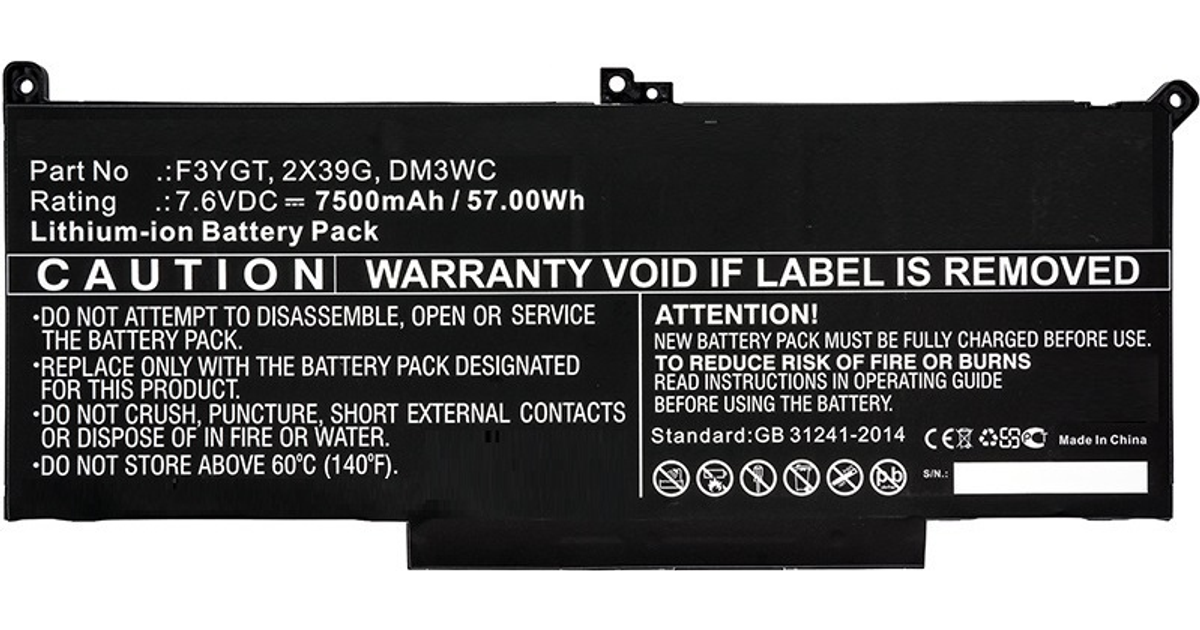 Part No .:F3YGT, 2X39G, DM3WC
Rating .:7.6VDC ⎓ 7500mAh / 57.00Wh
Lithium-ion Battery Pack
CAUTION
WARRANTY VOID IF LABEL IS REMOVED
•DO NOT ATTEMPT TO DISASSEMBLE, OPEN OR SERVICE
THE BATTERY PACK.
•REPLACE ONLY WITH THE BATTERY PACK DESIGNATED
FOR THIS PRODUCT.
•DO NOT CRUSH, PUNCTURE, SHORT EXTERNAL CONTACTS
OR DISPOSE OF IN FIRE OR WATER.
•DO NOT STORE ABOVE 60°C (140°F).
ATTENTION!
NEW BATTERY PACK MUST BE FULLY CHARGED BEFORE USE.
TO REDUCE RISK OF FIRE OR BURNS
READ INSTRUCTIONS IN OPERATING GUIDE
BEFORE USING THE BATTERY.
Standard:GB 31241-2014
CE
Made In China
Pb
S/N.: